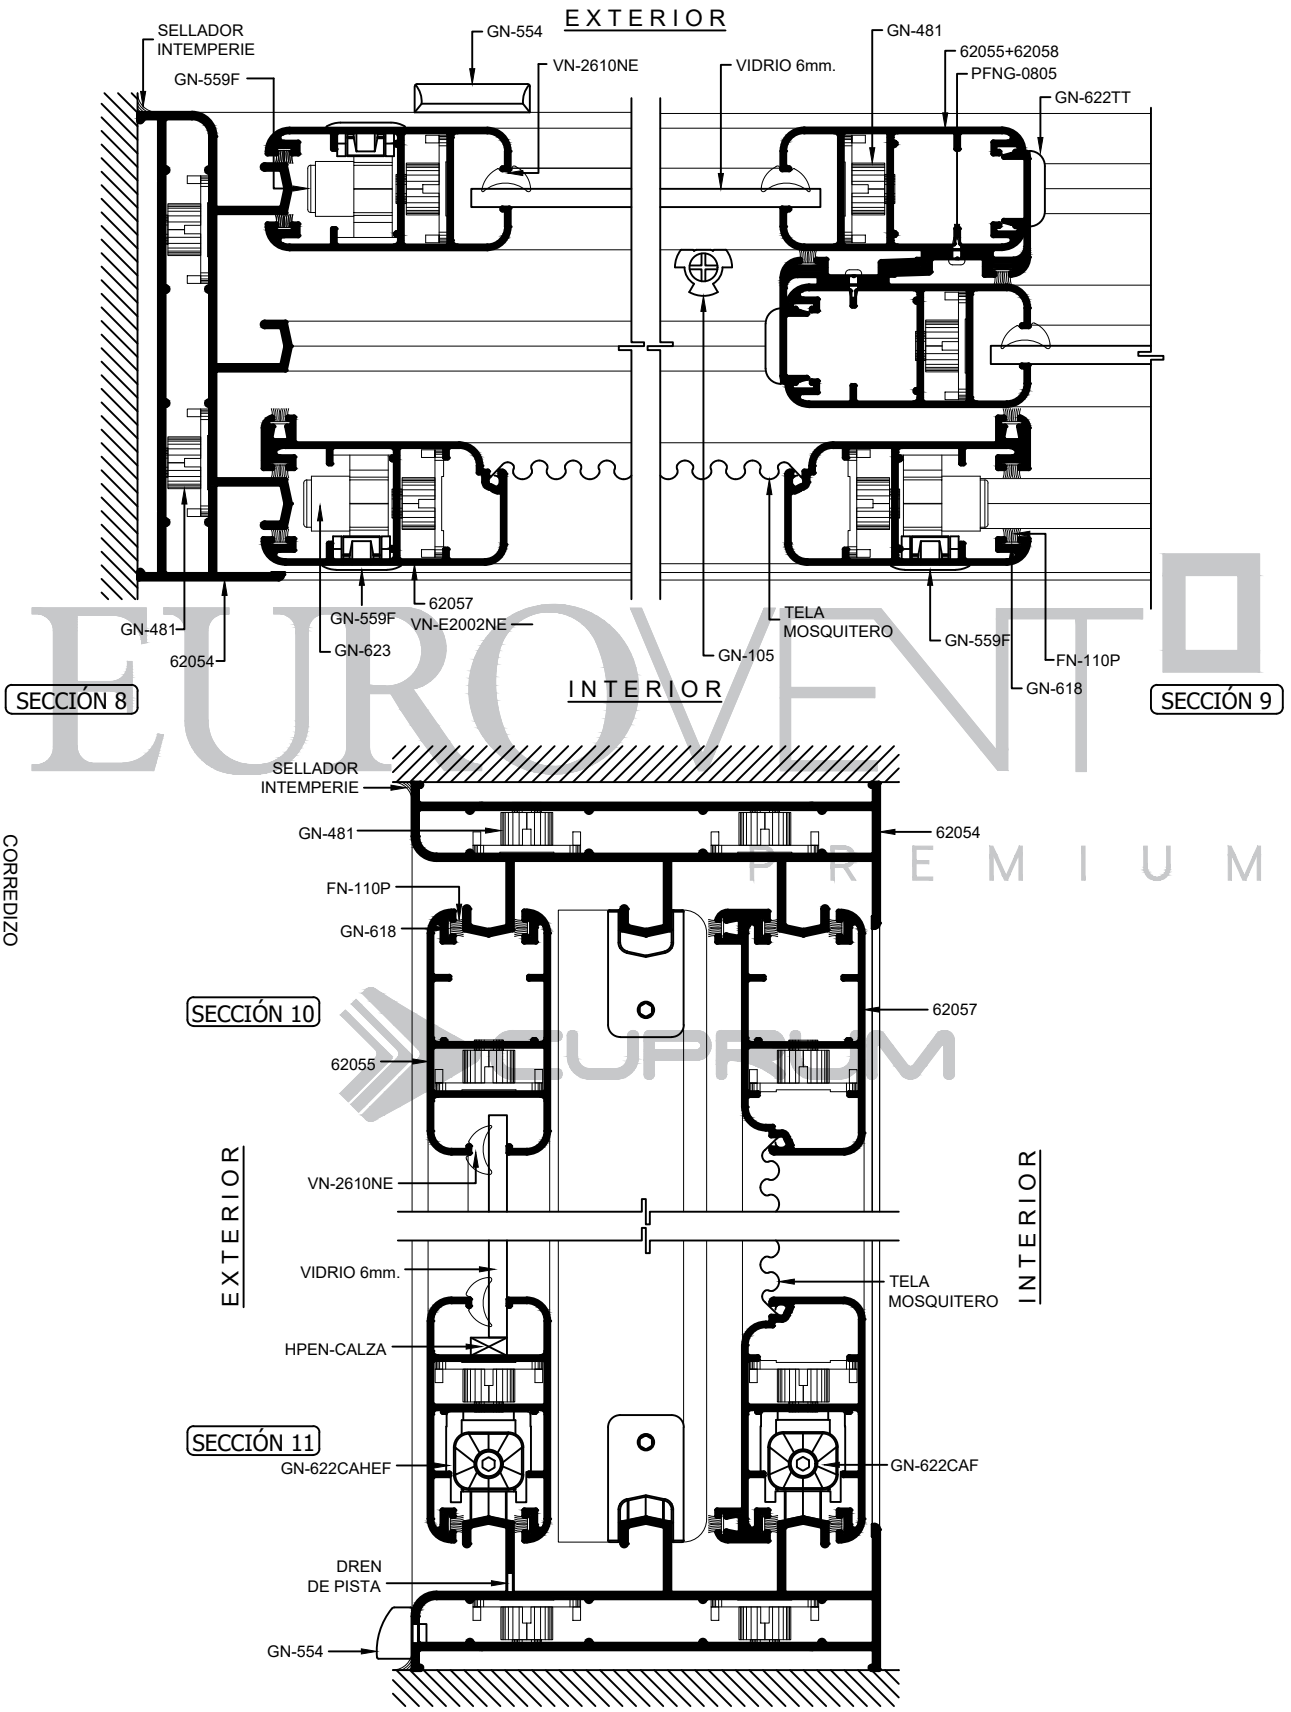 EXTERIOR
SELLADOR
INTEMPERIE
GN-554
GN-481
62055+62058
GN-559F
VN-2610NE
VIDRIO 6mm.
PFNG-0805
GN-622TT
GN-481
62054
GN-559F
GN-623
62057
VN-E2002NE
GN-105
TELA
MOSQUITERO
GN-559F
FN-110P
GN-618
EUROVENT
PREMIUM
SECCIÓN 8
INTERIOR
SECCIÓN 9
SELLADOR
INTEMPERIE
GN-481
62054
FN-110P
GN-618
CORREDIZO
SECCIÓN 10
62057
62055
CUPRUM
VN-2610NE
EXTERIOR
INTERIOR
VIDRIO 6mm.
TELA
MOSQUITERO
HPEN-CALZA
SECCIÓN 11
GN-622CAHEF
GN-622CAF
DREN
DE PISTA
GN-554